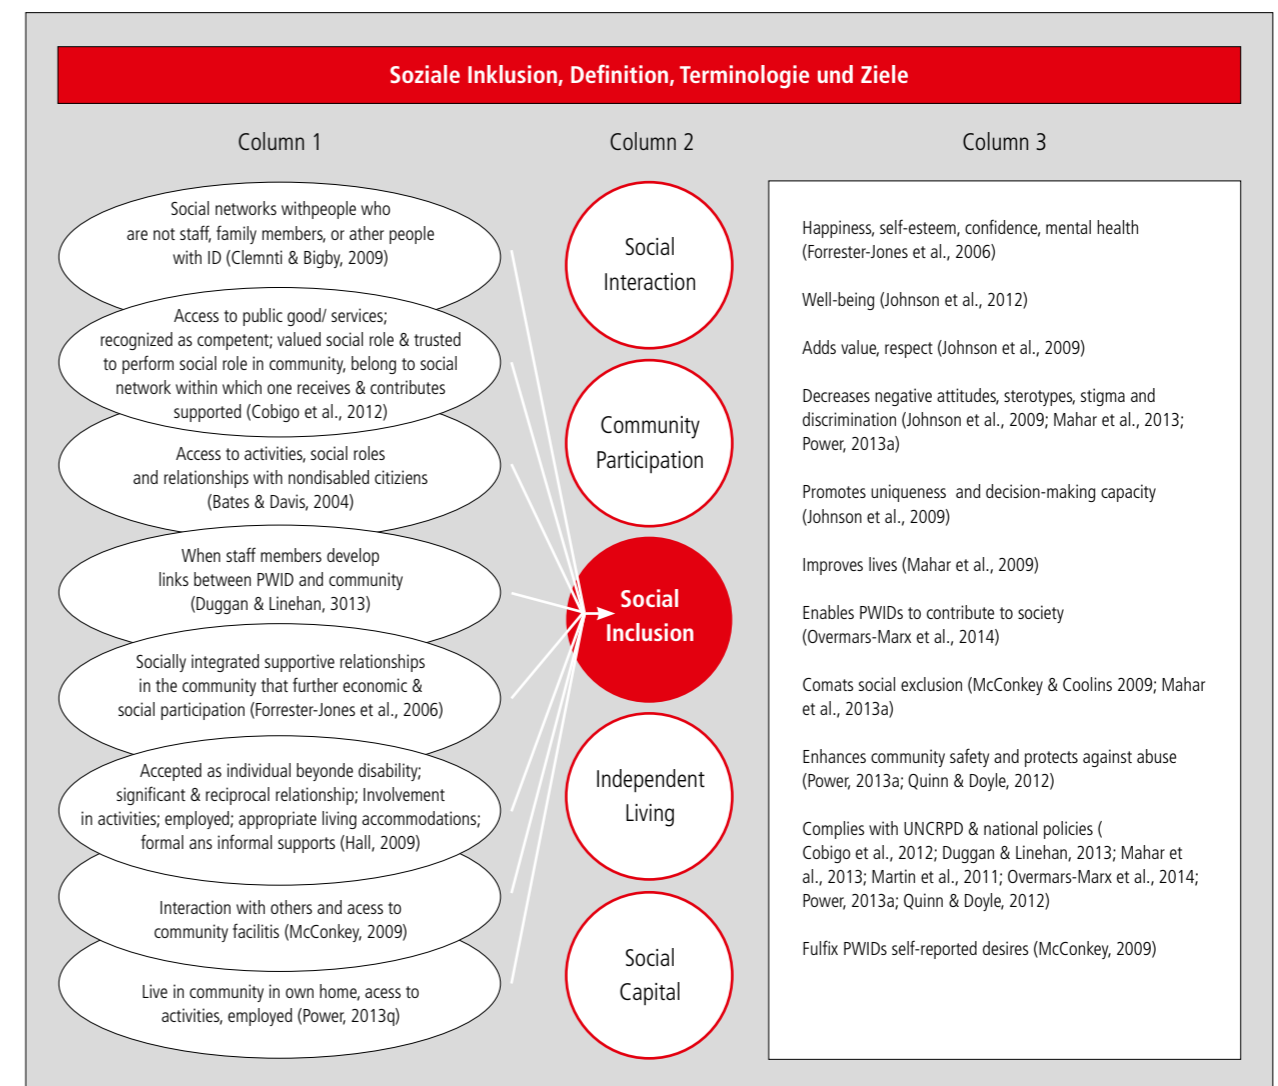 Soziale Inklusion, Definition, Terminologie und Ziele
Column 1
Social networks withpeople who
are not staff, family members, or ather people
with ID (Clemnti & Bigby, 2009)
Access to public good/ services;
recognized as competent; valued social role & trusted
to perform social role in community, belong to social
network within which one receives & contributes
supported (Cobigo et al., 2012)
Access to activities, social roles
and relationships with nondisabled citiziens
(Bates & Davis, 2004)
When staff members develop
links between PWID and community
(Duggan & Linehan, 3013)
Socially integrated supportive relationships
in the community that further economic &
social participation (Forrester-Jones et al., 2006)
Accepted as individual beyonde disability;
significant & reciprocal relationship; Involvement
in activities; employed; appropriate living accommodations;
formal ans informal supports (Hall, 2009)
Interaction with others and acess to
community facilitis (McConkey, 2009)
Live in community in own home, acess to
activities, employed (Power, 2013q)
Column 2
Social
Interaction
Community
Participation
Social
Inclusion
Independent
Living
Social
Capital
Column 3
Happiness, self-esteem, confidence, mental health
(Forrester-Jones et al., 2006)
Well-being (Johnson et al., 2012)
Adds value, respect (Johnson et al., 2009)
Decreases negative attitudes, sterotypes, stigma and
discrimination (Johnson et al., 2009; Mahar et al., 2013;
Power, 2013a)
Promotes uniqueness and decision-making capacity
(Johnson et al., 2009)
Improves lives (Mahar et al., 2009)
Enables PWIDs to contribute to society
(Overmars-Marx et al., 2014)
Comats social exclusion (McConkey & Coolins 2009; Mahar
et al., 2013a)
Enhances community safety and protects against abuse
(Power, 2013a; Quinn & Doyle, 2012)
Complies with UNCRPD & national policies (
Cobigo et al., 2012; Duggan & Linehan, 2013; Mahar et
al., 2013; Martin et al., 2011; Overmars-Marx et al., 2014;
Power, 2013a; Quinn & Doyle, 2012)
Fulfix PWIDs self-reported desires (McConkey, 2009)